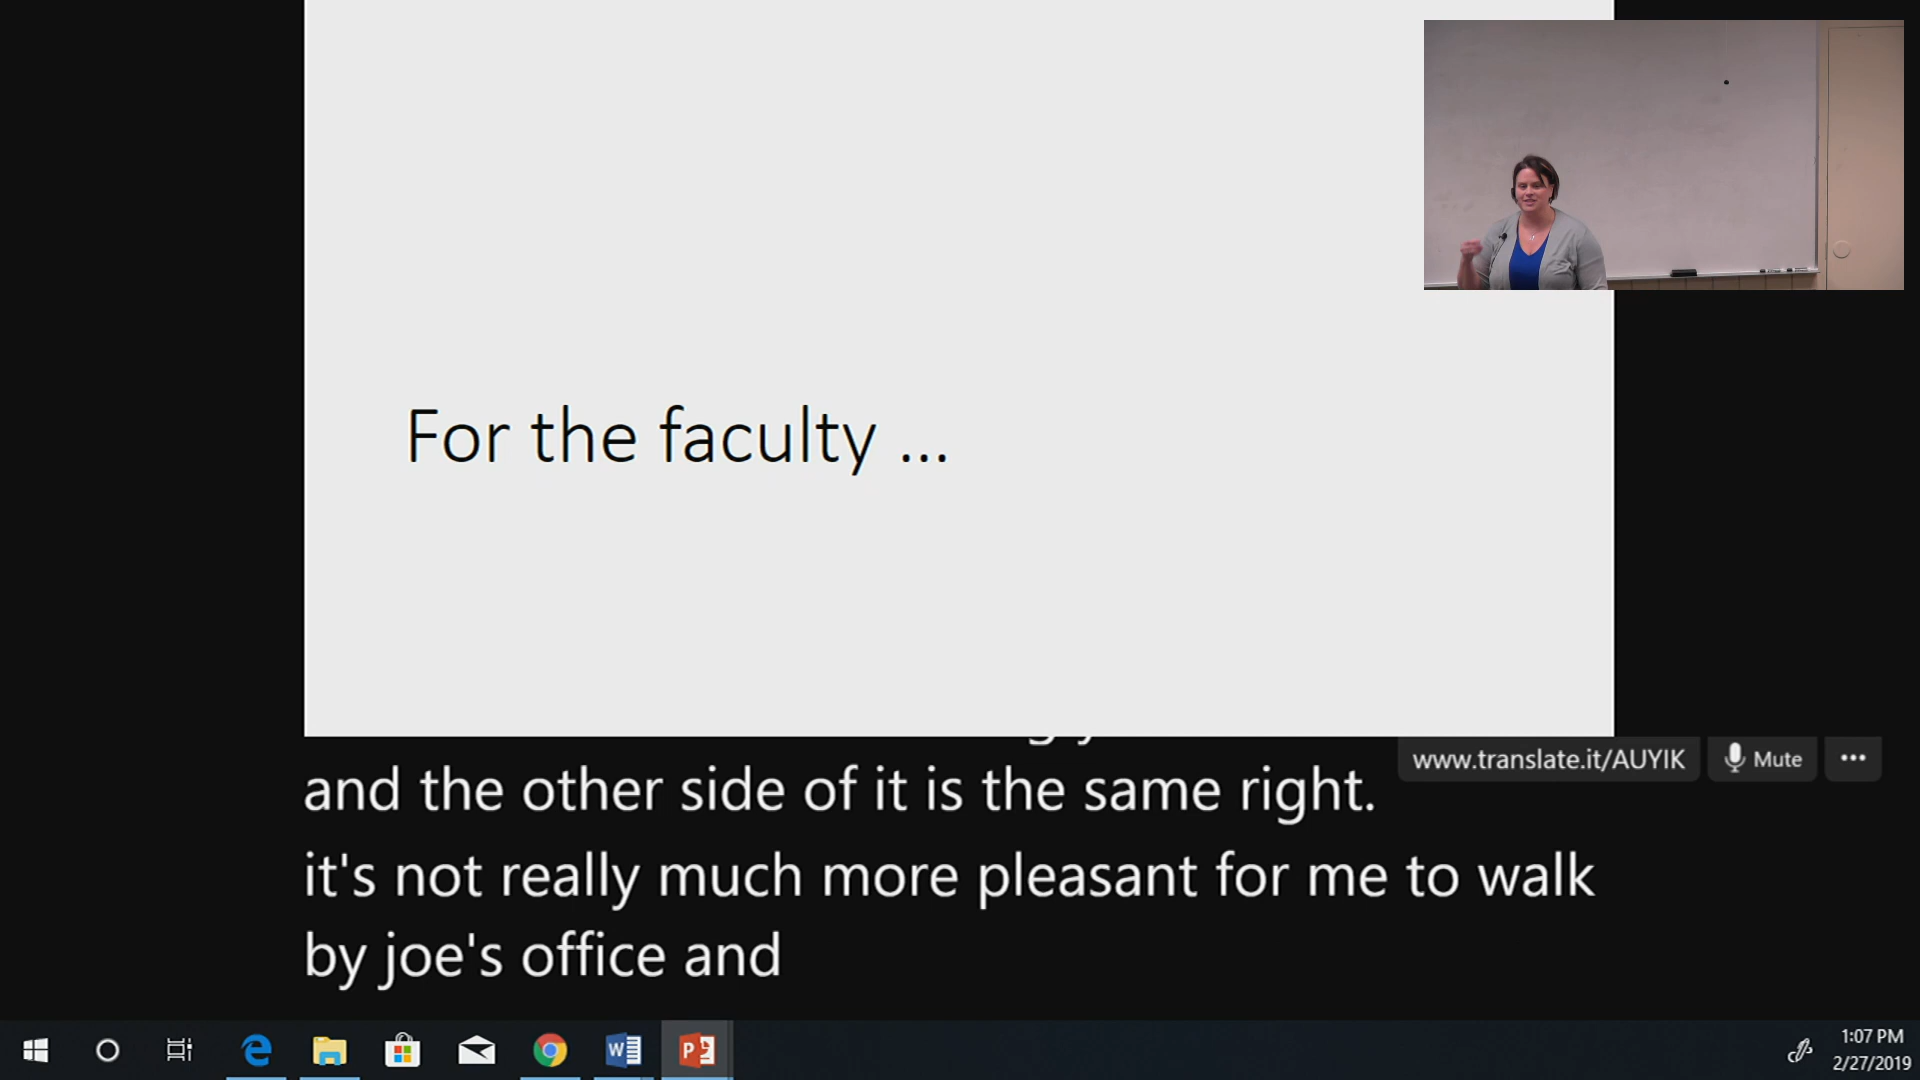 For the faculty ...
www.translate.it/AUYIK
Mute
and the other side of it is the same right.
it's not really much more pleasant for me to walk
by joe's office and
1:07 PM
2/27/2019